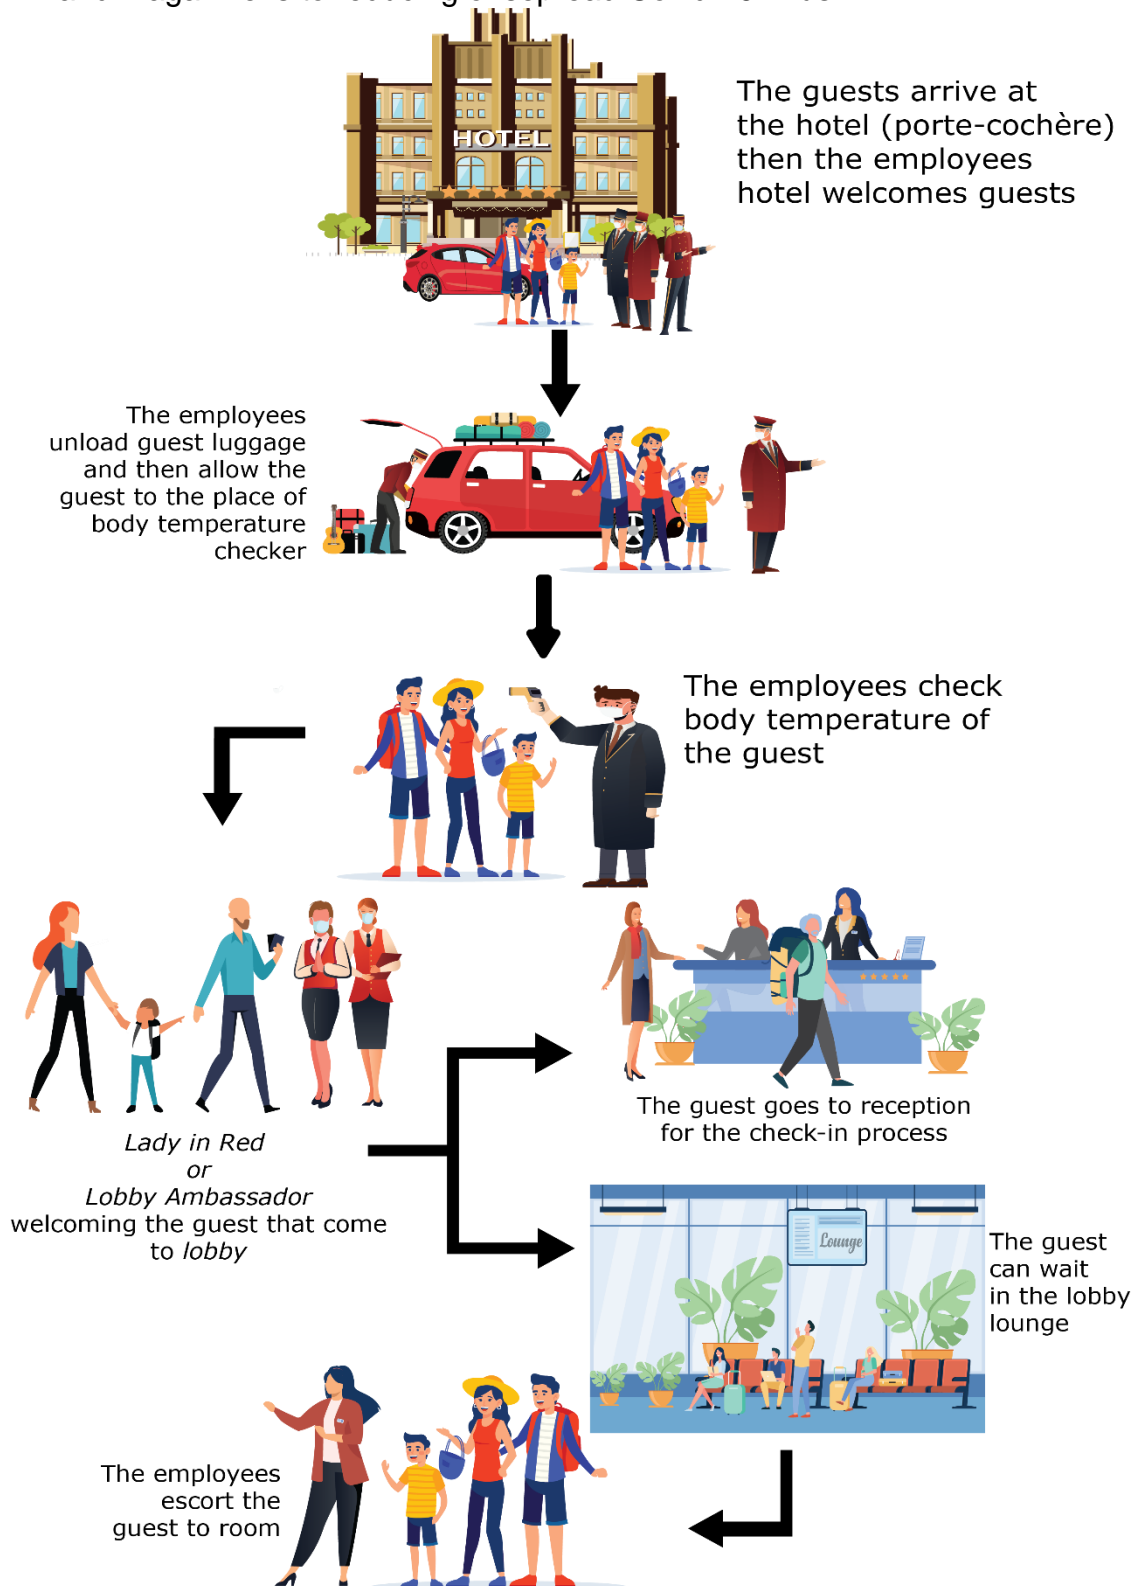 HOTEL
The guests arrive at
the hotel (porte-cochère)
then the employees
hotel welcomes guests
The employees
unload guest luggage
and then allow the
guest to the place of
body temperature
checker
The employees check
body temperature of
the guest
Lady in Red
or
Lobby Ambassador
welcoming the guest that come
to lobby
The guest goes to reception
for the check-in process
Lounge
The guest
can wait
in the lobby
lounge
The employees
escort the
guest to room